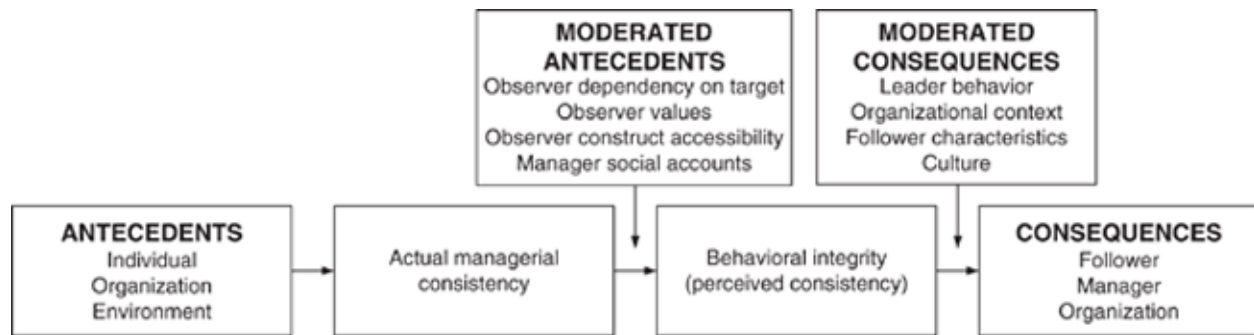 MODERATED
ANTECEDENTS
Observer dependency on target
Observer values
Observer construct accessibility
Manager social accounts
MODERATED
CONSEQUENCES
Leader behavior
Organizational context
Follower characteristics
Culture
ANTECEDENTS
Individual
Organization
Environment
Actual managerial
consistency
Behavioral integrity
(perceived consistency)
CONSEQUENCES
Follower
Manager
Organization